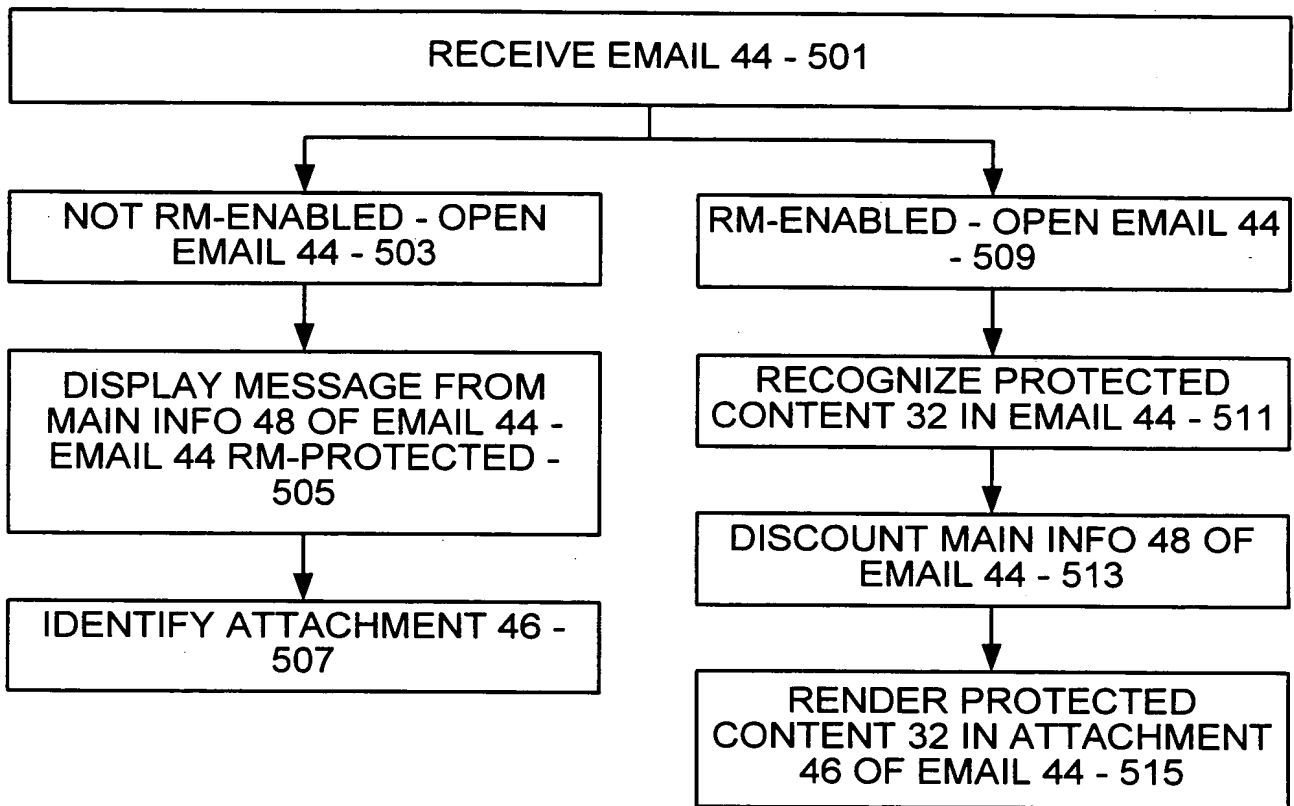 RECEIVE EMAIL 44 - 501
NOT RM-ENABLED - OPEN
EMAIL 44 - 503
DISPLAY MESSAGE FROM
MAIN INFO 48 OF EMAIL 44 -
EMAIL 44 RM-PROTECTED -
505
IDENTIFY ATTACHMENT 46 -
507
RM-ENABLED - OPEN EMAIL 44
- 509
RECOGNIZE PROTECTED
CONTENT 32 IN EMAIL 44 - 511
DISCOUNT MAIN INFO 48 OF
EMAIL 44 - 513
RENDER PROTECTED
CONTENT 32 IN ATTACHMENT
46 OF EMAIL 44 - 515